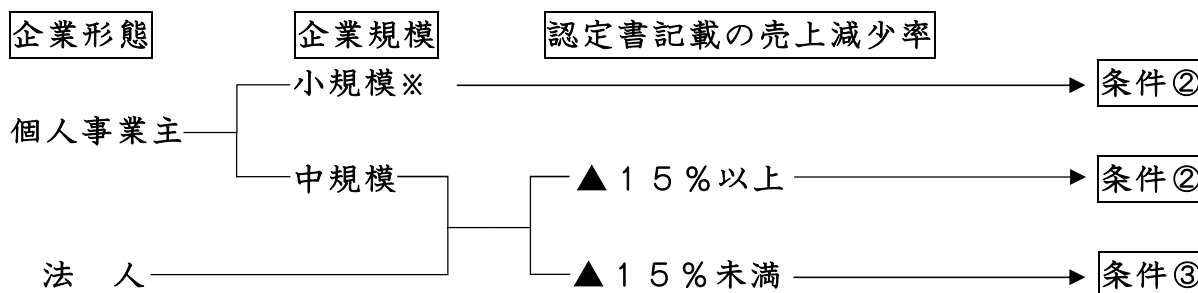 企業形態 企業規模 認定書記載の売上減少率
小規模※ 条件②
個人事業主
中規模 ▲15%以上 条件②
法 人 ▲15%未満 条件③